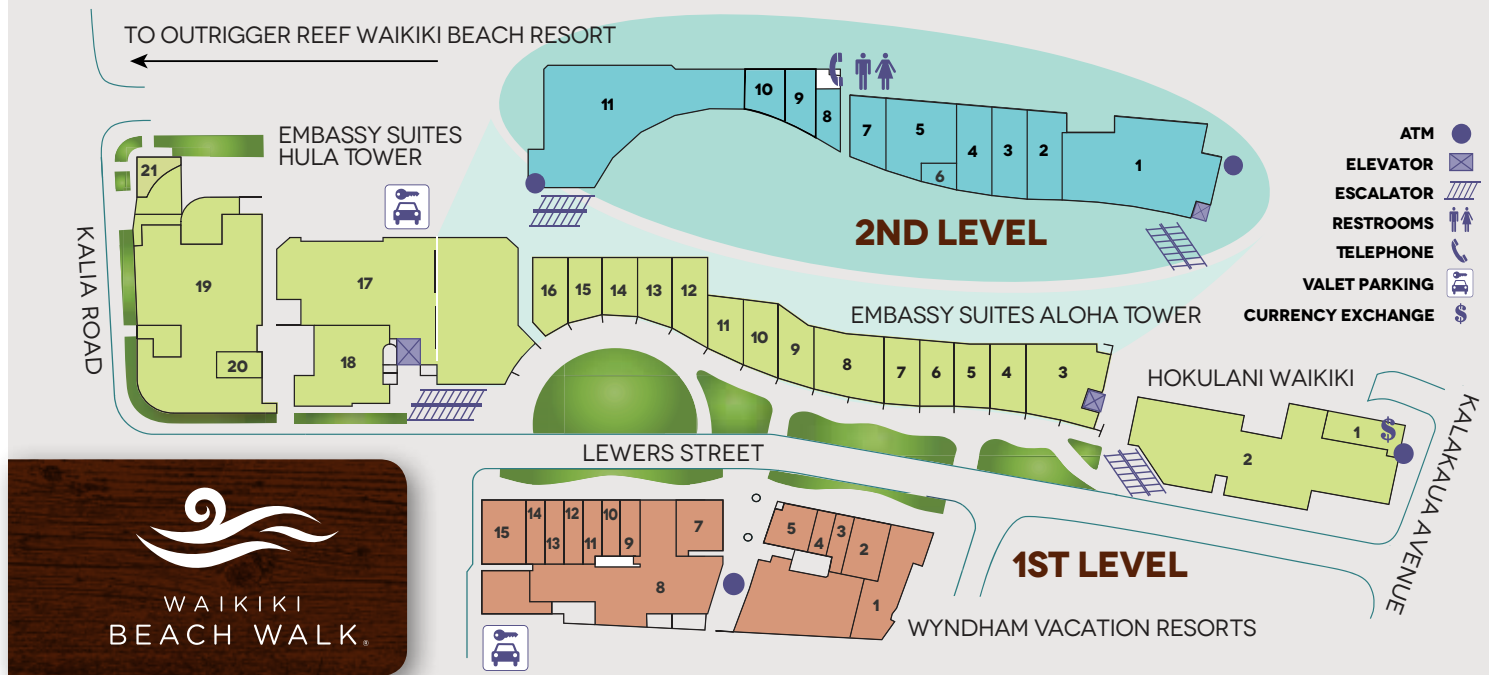 TO OUTRIGGER REEF WAIKIKI BEACH RESORT
11
10
9
8
7
5
6
4
3
2
1
2ND LEVEL
ATM
ELEVATOR
ESCALATOR
RESTROOMS
TELEPHONE
VALET PARKING
CURRENCY EXCHANGE
$
EMBASSY SUITES
HULA TOWER
KALIA ROAD
21
19
20
17
18
16
15
14
13
12
11
10
9
8
7
6
5
4
3
EMBASSY SUITES ALOHA TOWER
HOKULANI WAIKIKI
2
1
$
KALAKAUA AVENUE
LEWERS STREET
15
14
13
12
11
10
9
7
8
5
4
3
2
1
1ST LEVEL
WYNDHAM VACATION RESORTS
WAIKIKI
BEACH WALK®